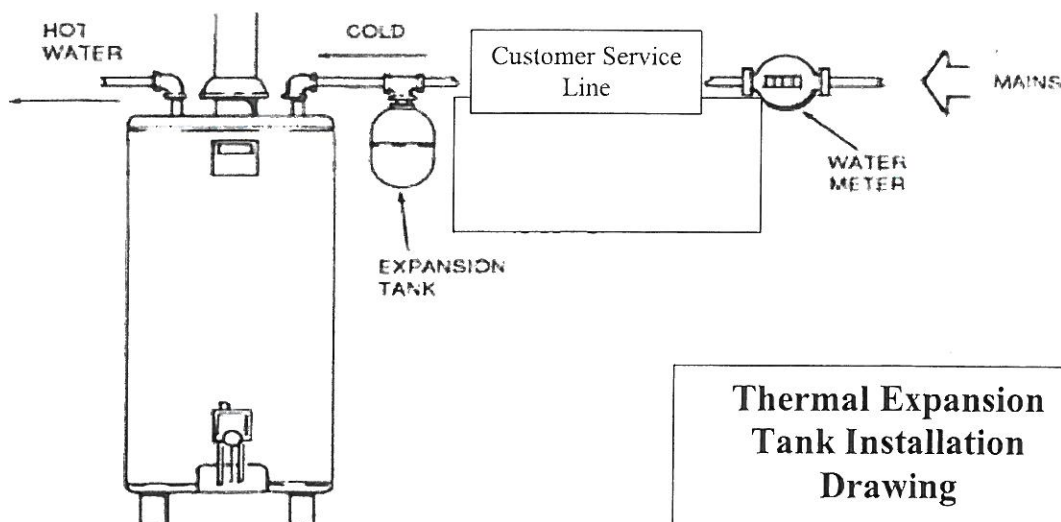 HOT
WATER
COLD
Customer Service
Line
MAINS
WATER
METER
EXPANSION
TANK
Thermal Expansion
Tank Installation
Drawing